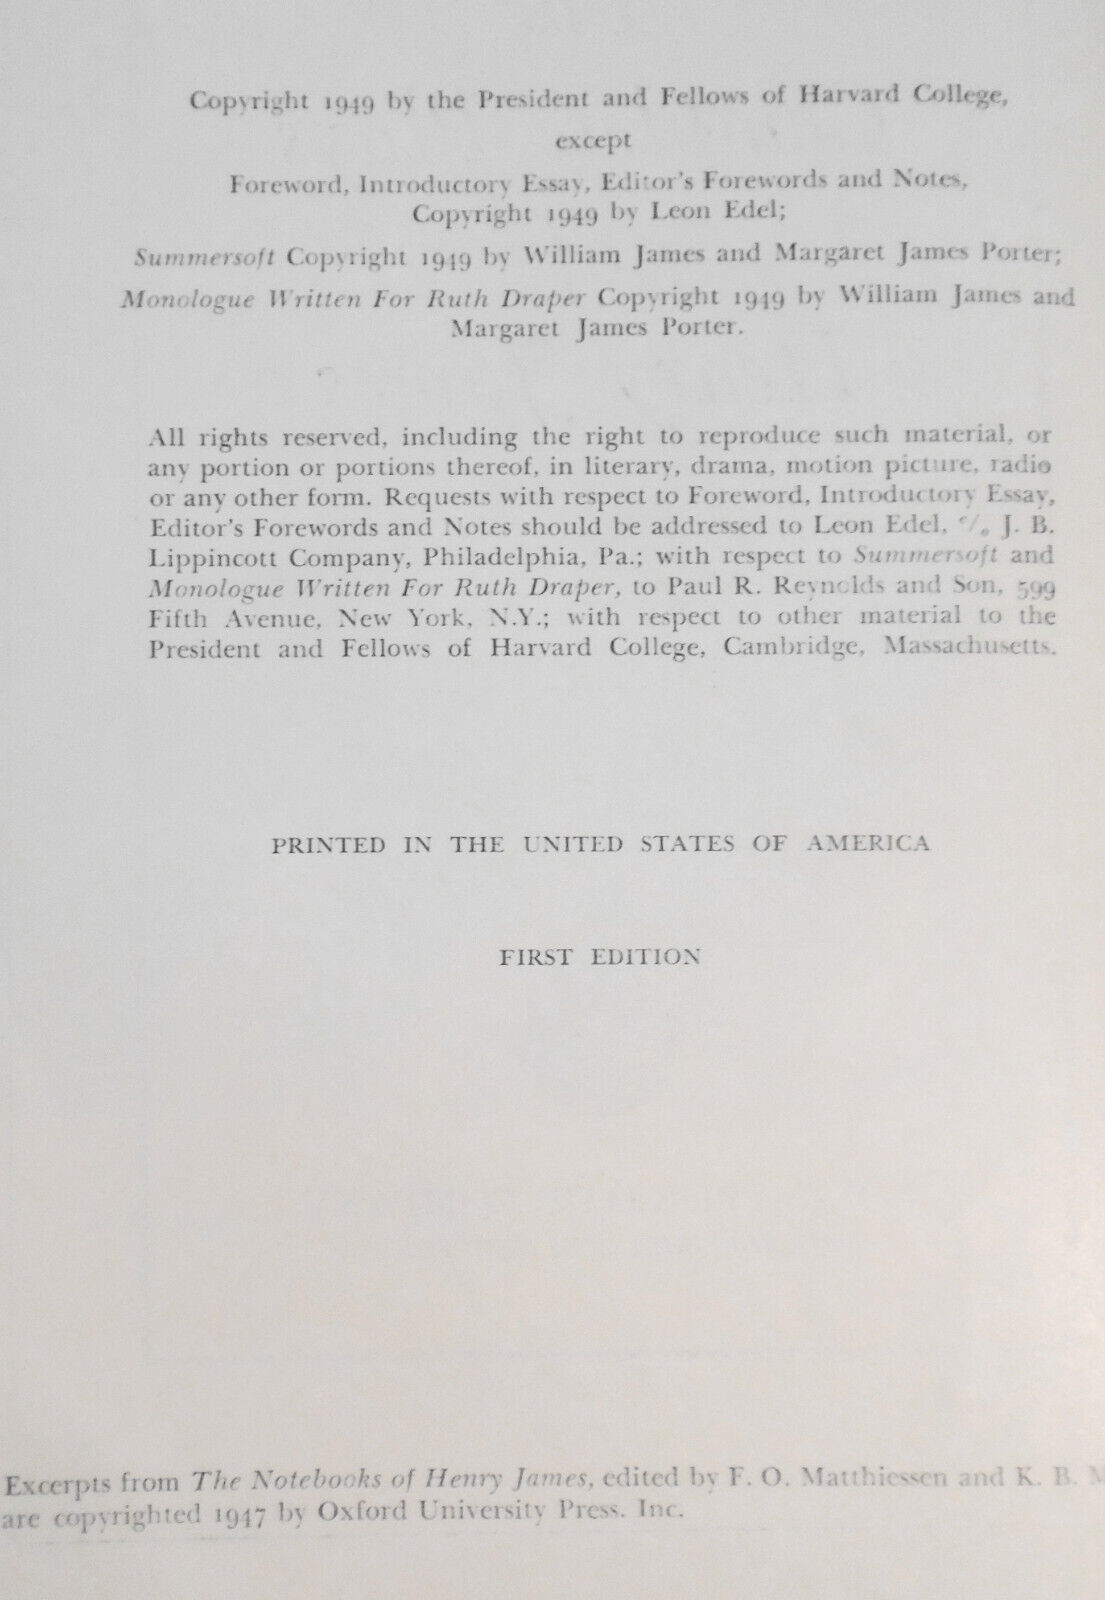 Copyright 1949 by the President and Fellows of Harvard College,
except
Foreword, Introductory Essay, Editor's Forewords and Notes,
Copyright 1949 by Leon Edel;
Summersoft Copyright 1949 by William James and Margaret James Porter;
Monologue Written For Ruth Draper Copyright 1949 by William James and
Margaret James Porter.
All rights reserved, including the right to reproduce such material, or
any portion or portions thereof, in literary, drama, motion picture, radio
or any other form. Requests with respect to Foreword, Introductory Essay,
Editor's Forewords and Notes should be addressed to Leon Edel, c/o J. B.
Lippincott Company, Philadelphia, Pa.; with respect to Summersoft and
Monologue Written For Ruth Draper, to Paul R. Reynolds and Son, 599
Fifth Avenue, New York, N.Y.; with respect to other material to the
President and Fellows of Harvard College, Cambridge, Massachusetts.
PRINTED IN THE UNITED STATES OF AMERICA
FIRST EDITION
Excerpts from The Notebooks of Henry James, edited by F. O. Matthiessen and K. B.
are copyrighted 1947 by Oxford University Press. Inc.